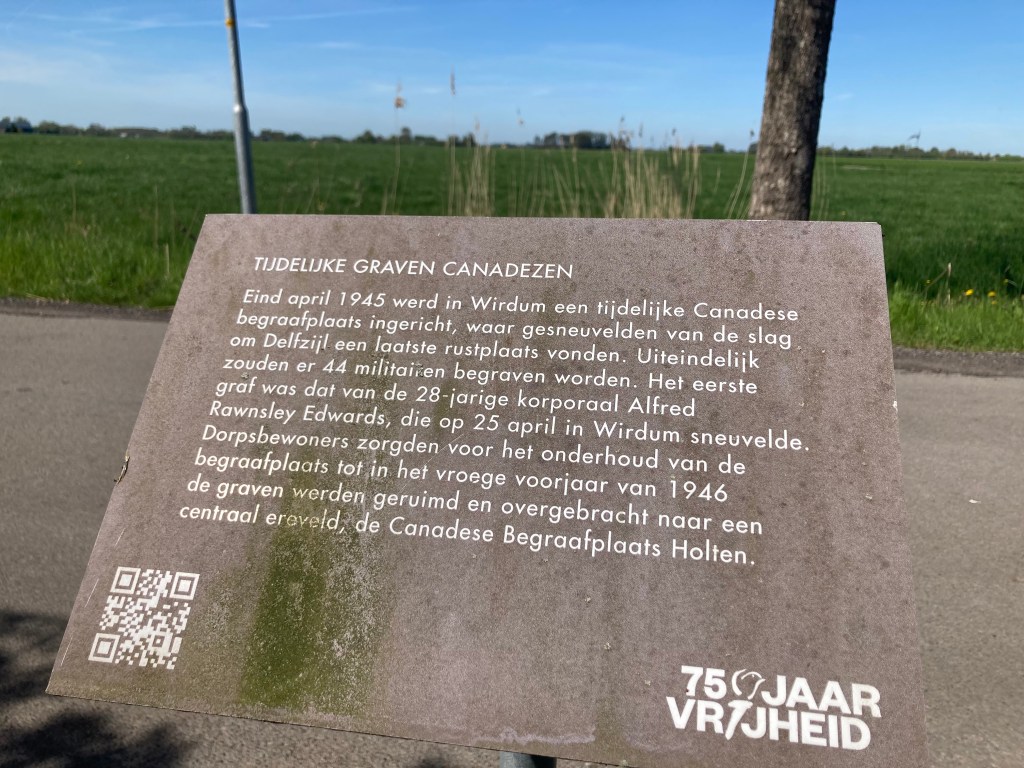 TIJDELIJKE GRAVEN CANADEZEN
Eind april 1945 werd in Wirdum een tijdelijke Canadese
begraafplaats ingericht, waar gesneuvelden van de slag
om Delfzijl een laatste rustplaats vonden. Uiteindelijk
zouden er 44 militairen begraven worden. Het eerste
graf was dat van de 28-jarige korporaal Alfred
Rawnsley Edwards, die op 25 april in Wirdum sneuvelde.
Dorpsbewoners zorgden voor het onderhoud van de
begraafplaats tot in het vroege voorjaar van 1946
de graven werden geruimd en overgebracht naar een
centraal ereveld, de Canadese Begraafplaats Holten.
75 JAAR
VRIJHEID